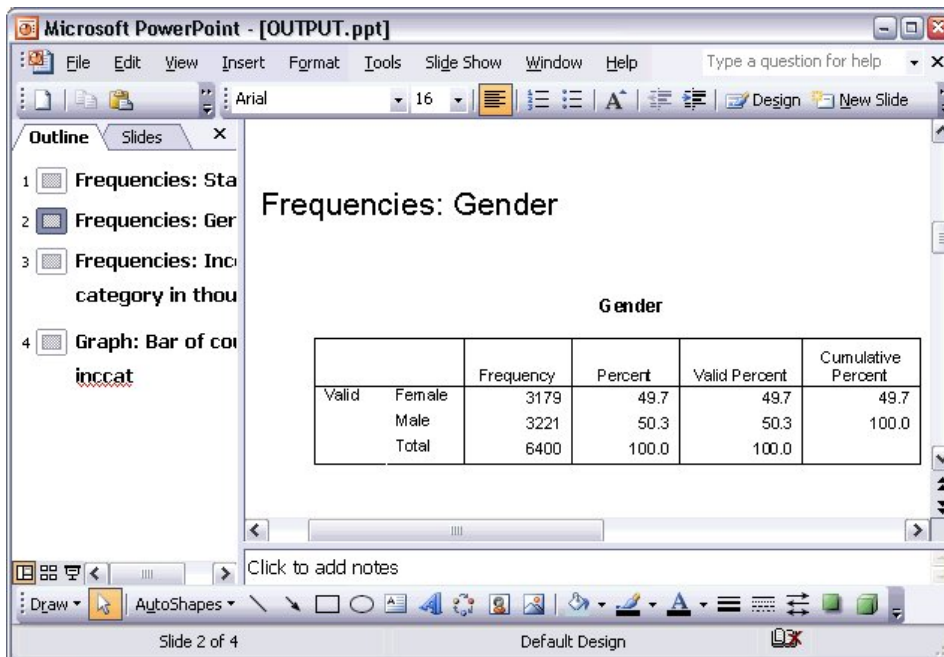 Microsoft PowerPoint - [OUTPUT.ppt]
File Edit View Insert Format Tools Slide Show Window Help Type a question for help
Arial 16 Design New Slide
Outline Slides
1 Frequencies: Sta
2 Frequencies: Ger
3 Frequencies: Inc
category in thou
4 Graph: Bar of cou
inccat
Frequencies: Gender
Gender
Frequency Percent Valid Percent Cumulative Percent
Valid Female 3179 49.7 49.7 49.7
Male 3221 50.3 50.3 100.0
Total 6400 100.0 100.0
Click to add notes
Draw AutoShapes
Slide 2 of 4 Default Design